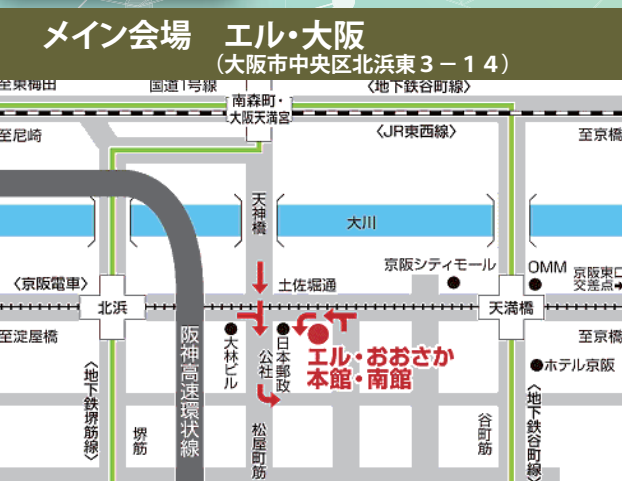 メイン会場　エル・大阪
（大阪市中央区北浜東３－１４）
至東梅田
国道1号線
〈地下鉄谷町線〉
南森町・
大阪天満宮
至尼崎
〈JR東西線〉
至京橋
天神橋
大川
京阪シティモール
OMM
京阪東口
交差点
〈京阪電車〉
土佐堀通
北浜
天満橋
至淀屋橋
至京橋
阪神高速環状線
大林ビル
公社
日本郵政
エル・おおさか
本館・南館
ホテル京阪
〈地下鉄堺筋線〉
堺筋
松屋町筋
谷町筋
〈地下鉄谷町線〉